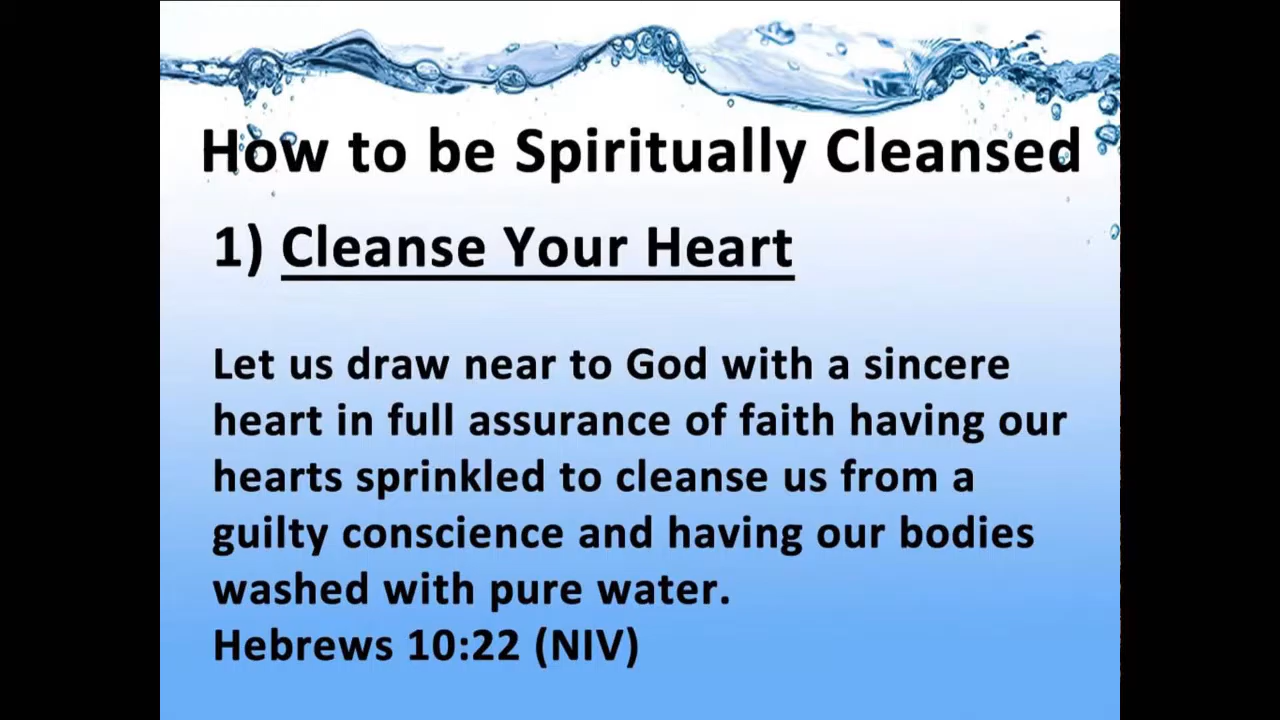 How to be Spiritually Cleansed
1) Cleanse Your Heart
Let us draw near to God with a sincere
heart in full assurance of faith having our
hearts sprinkled to cleanse us from a
guilty conscience and having our bodies
washed with pure water.
Hebrews 10:22 (NIV)